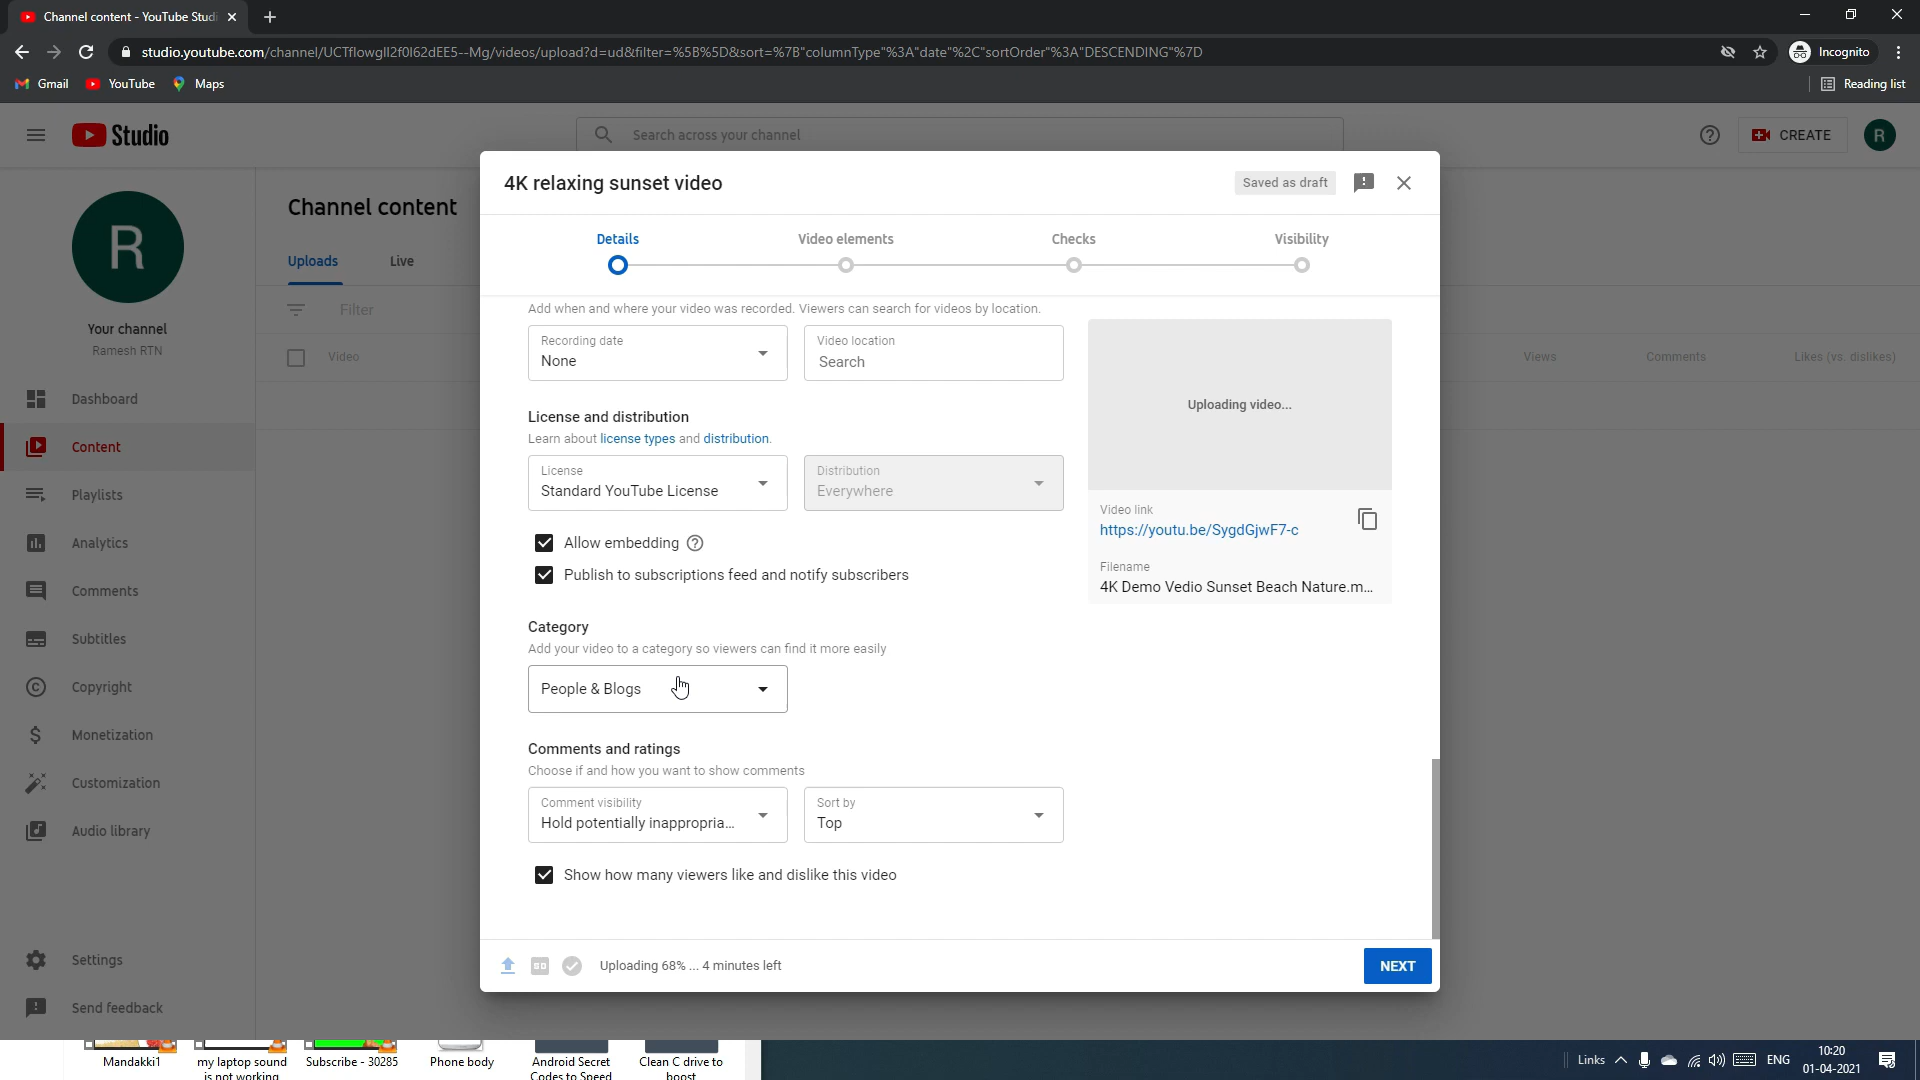 Channel content - YouTube Studi
studio.youtube.com/channel/UCTflowgll2f0l62dEE5--Mg/videos/upload?d=ud&filter=%5B%5D&sort=%7B"columnType"%3A"date"%2C"sortOrder"%3A"DESCENDING"%7D
Incognito
Gmail
YouTube
Maps
Reading list
Studio
Search across your channel
CREATE
R
R
Your channel
Ramesh RTN
Dashboard
Content
Playlists
Analytics
Comments
Subtitles
Copyright
Monetization
Customization
Audio library
Settings
Send feedback
Channel content
Uploads
Live
Filter
Video
Views
Comments
Likes (vs. dislikes)
4K relaxing sunset video
Saved as draft
Details
Video elements
Checks
Visibility
Add when and where your video was recorded. Viewers can search for videos by location.
Recording date
None
Video location
Search
License and distribution
Learn about license types and distribution.
License
Standard YouTube License
Distribution
Everywhere
Allow embedding
Publish to subscriptions feed and notify subscribers
Category
Add your video to a category so viewers can find it more easily
People & Blogs
Comments and ratings
Choose if and how you want to show comments
Comment visibility
Hold potentially inappropria...
Sort by
Top
Show how many viewers like and dislike this video
Uploading video...
Video link
https://youtu.be/SygdGjwF7-c
Filename
4K Demo Vedio Sunset Beach Nature.m...
Uploading 68% ... 4 minutes left
NEXT
Mandakki1
my laptop sound
is not working
Subscribe - 30285
Phone body
Android Secret
Codes to Speed
Clean C drive to
boost
Links
ENG
10:20
01-04-2021